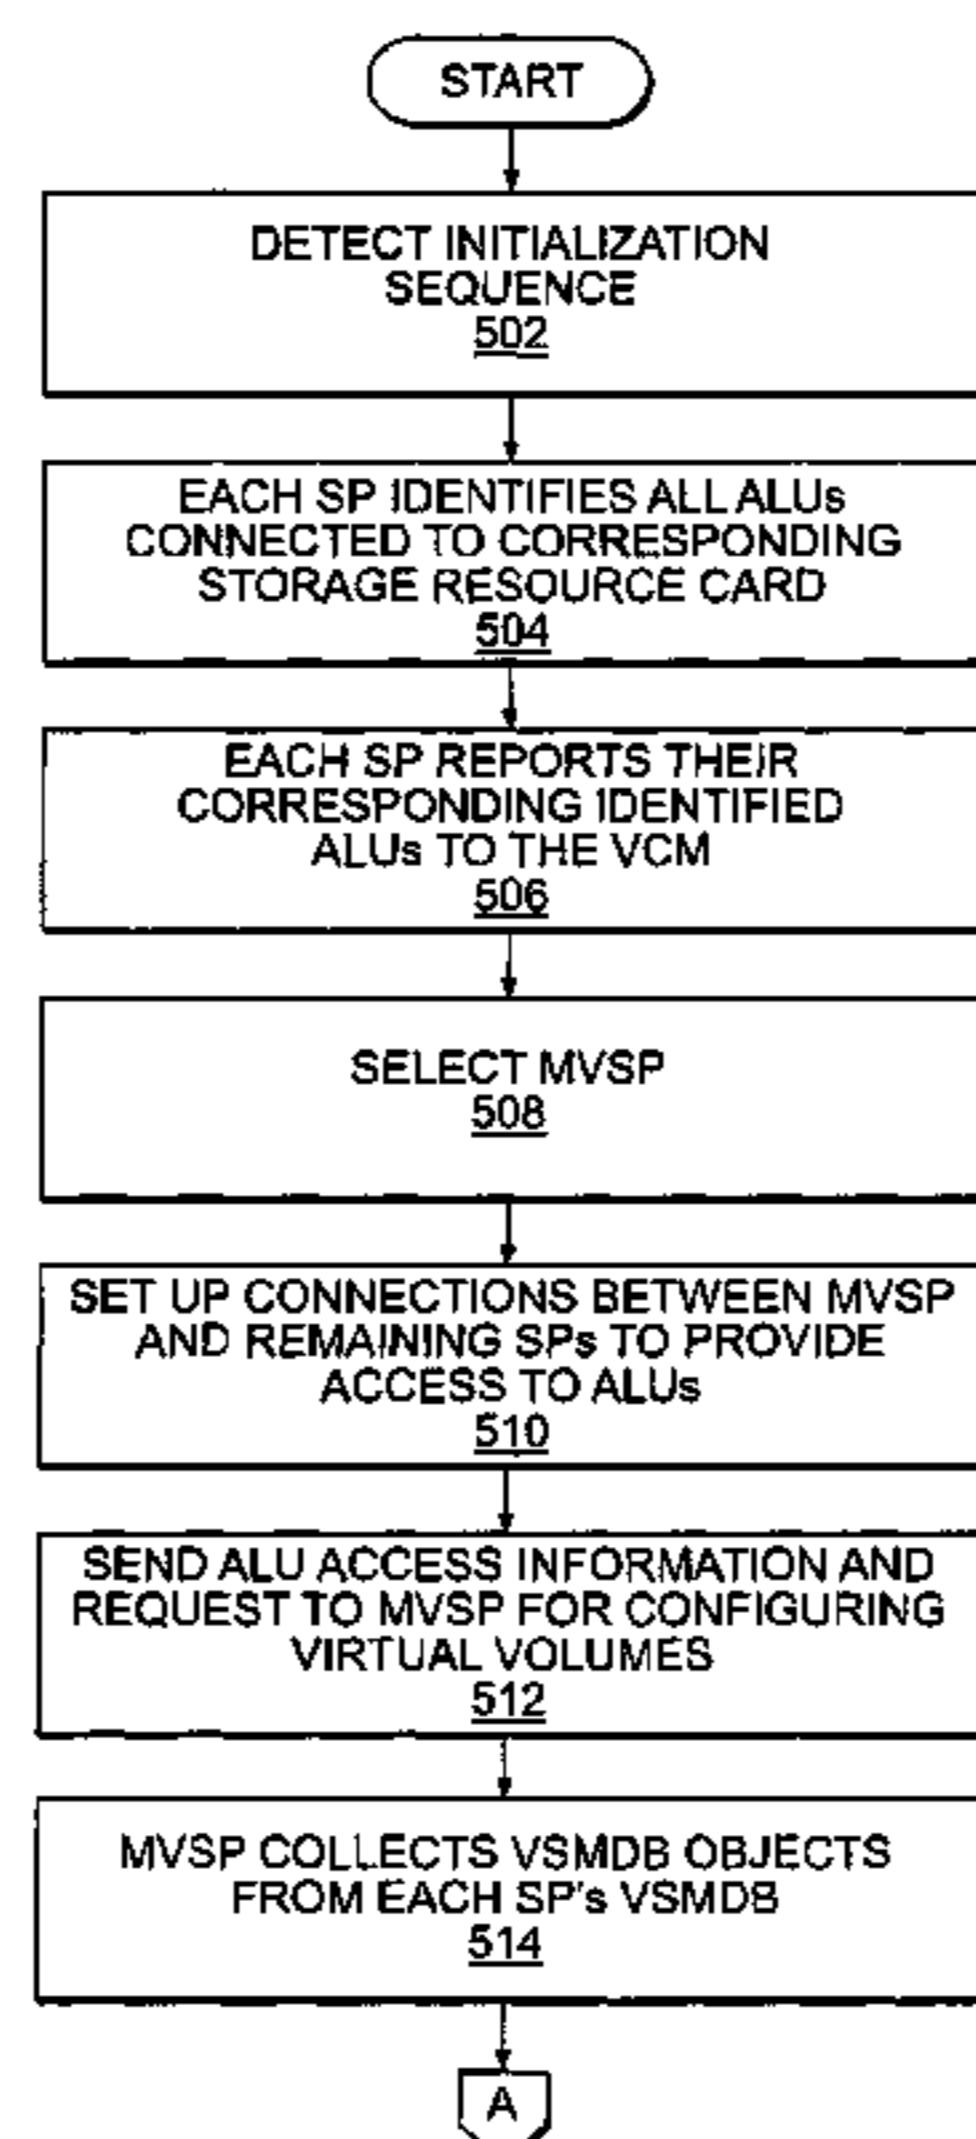 START
DETECT INITIALIZATION
SEQUENCE
502
EACH SP IDENTIFIES ALL ALUs
CONNECTED TO CORRESPONDING
STORAGE RESOURCE CARD
504
EACH SP REPORTS THEIR
CORRESPONDING IDENTIFIED
ALUs TO THE VCM
506
SELECT MVSP
508
SET UP CONNECTIONS BETWEEN MVSP
AND REMAINING SPs TO PROVIDE
ACCESS TO ALUs
510
SEND ALU ACCESS INFORMATION AND
REQUEST TO MVSP FOR CONFIGURING
VIRTUAL VOLUMES
512
MVSP COLLECTS VSMDB OBJECTS
FROM EACH SP's VSMDB
514
A